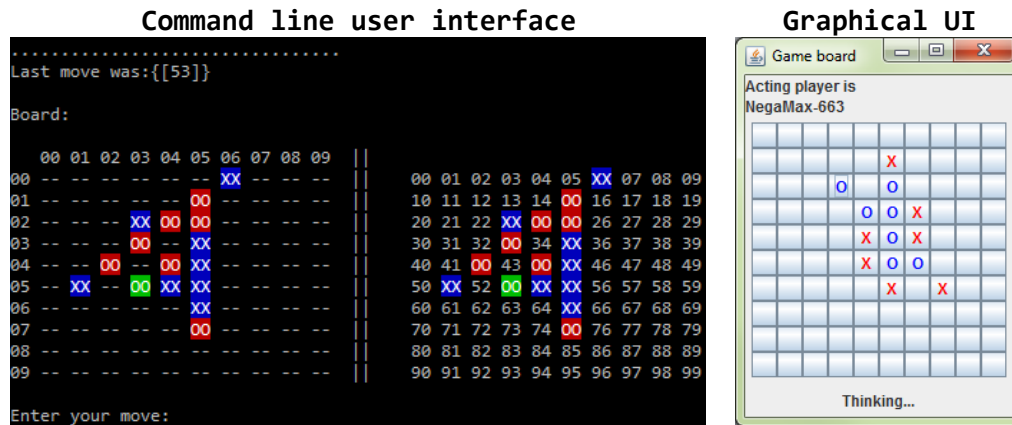 Command line user interface
Graphical UI
.................................
Last move was:{[53]}
Board:
00 01 02 03 04 05 06 07 08 09 ||
00 -- -- -- -- -- -- XX -- -- -- || 00 01 02 03 04 05 XX 07 08 09
01 -- -- -- -- -- OO -- -- -- -- || 10 11 12 13 14 OO 16 17 18 19
02 -- -- -- XX OO OO -- -- -- -- || 20 21 22 XX OO OO 26 27 28 29
03 -- -- -- OO -- XX -- -- -- -- || 30 31 32 OO 34 XX 36 37 38 39
04 -- -- OO -- OO XX -- -- -- -- || 40 41 OO 43 OO XX 46 47 48 49
05 -- XX -- OO XX XX -- -- -- -- || 50 XX 52 OO XX XX 56 57 58 59
06 -- -- -- -- -- XX -- -- -- -- || 60 61 62 63 64 XX 66 67 68 69
07 -- -- -- -- -- OO -- -- -- -- || 70 71 72 73 74 OO 76 77 78 79
08 -- -- -- -- -- -- -- -- -- -- || 80 81 82 83 84 85 86 87 88 89
09 -- -- -- -- -- -- -- -- -- -- || 90 91 92 93 94 95 96 97 98 99
Enter your move:
Game board
Acting player is
NegaMax-663
X
O O
O O X
X O X
X O O
X X
Thinking...